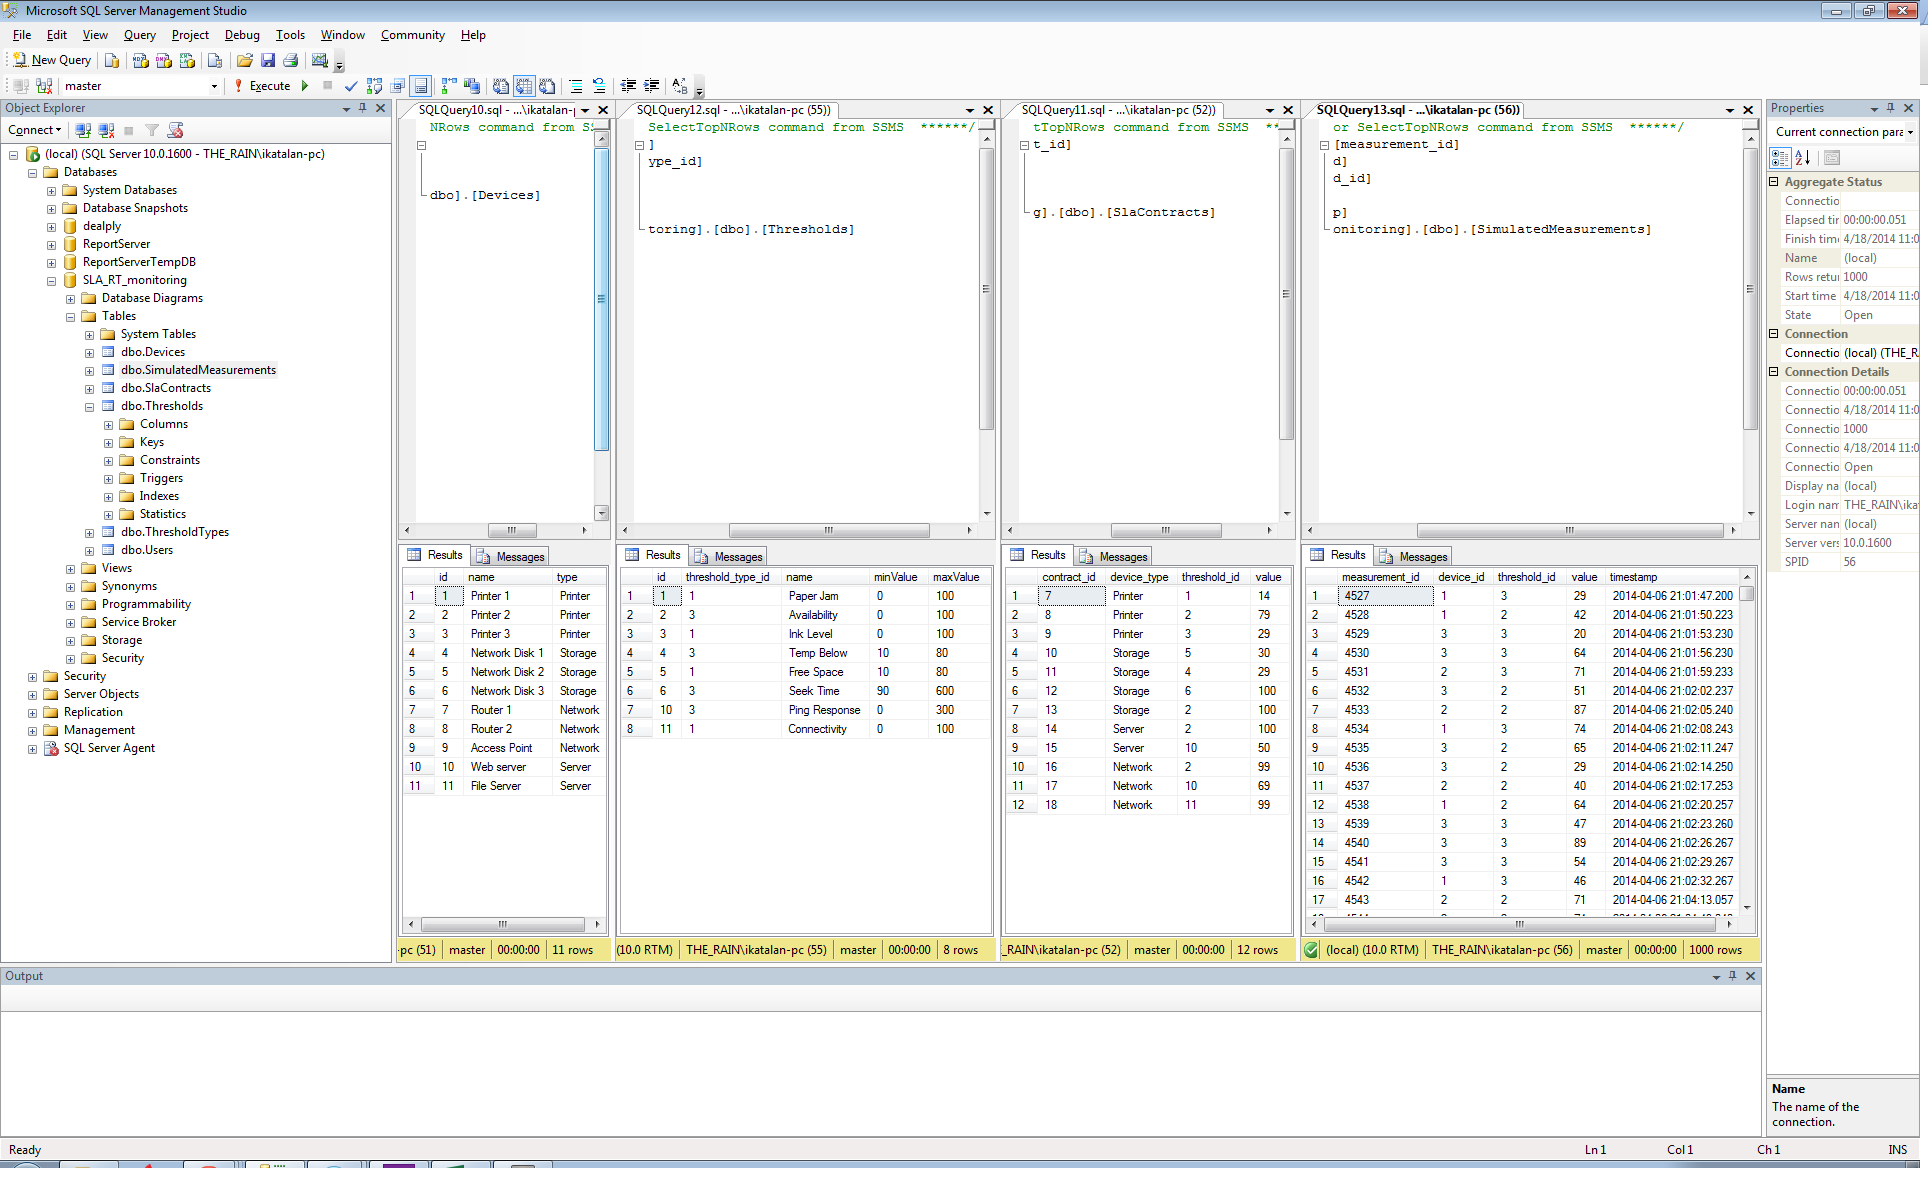 Microsoft SQL Server Management Studio
File Edit View Query Project Debug Tools Window Community Help
New Query
master Execute
Object Explorer
Connect
(local) (SQL Server 10.0.1600 - THE_RAIN\ikatalan-pc)
Databases
System Databases
Database Snapshots
dealply
ReportServer
ReportServerTempDB
SLA_RT_monitoring
Database Diagrams
Tables
System Tables
dbo.Devices
dbo.SimulatedMeasurements
dbo.SlaContracts
dbo.Thresholds
Columns
Keys
Constraints
Triggers
Indexes
Statistics
dbo.ThresholdTypes
dbo.Users
Views
Synonyms
Programmability
Service Broker
Storage
Security
Security
Server Objects
Replication
Management
SQL Server Agent
SQLQuery10.sql - ...\ikatalan-p
NRows command from SS
dbo].[Devices]
Results Messages
id name type
1 1 Printer 1 Printer
2 2 Printer 2 Printer
3 3 Printer 3 Printer
4 4 Network Disk 1 Storage
5 5 Network Disk 2 Storage
6 6 Network Disk 3 Storage
7 7 Router 1 Network
8 8 Router 2 Network
9 9 Access Point Network
10 10 Web server Server
11 11 File Server Server
-pc (51) master 00:00:00 11 rows
SQLQuery12.sql - ...\ikatalan-pc (55))
SelectTopNRows command from SSMS ******/
]
ype_id]
toring].[dbo].[Thresholds]
Results Messages
id threshold_type_id name minValue maxValue
1 1 1 Paper Jam 0 100
2 2 3 Availability 0 100
3 3 1 Ink Level 0 100
4 4 3 Temp Below 10 80
5 5 1 Free Space 10 80
6 6 3 Seek Time 90 600
7 10 3 Ping Response 0 300
8 11 1 Connectivity 0 100
(10.0 RTM) THE_RAIN\ikatalan-pc (55) master 00:00:00 8 rows
SQLQuery11.sql - ...\ikatalan-pc (52))
tTopNRows command from SSMS **
t_id]
g].[dbo].[SlaContracts]
Results Messages
contract_id device_type threshold_id value
1 7 Printer 1 14
2 8 Printer 2 79
3 9 Printer 3 29
4 10 Storage 5 30
5 11 Storage 4 29
6 12 Storage 6 100
7 13 Storage 2 100
8 14 Server 2 100
9 15 Server 10 50
10 16 Network 2 99
11 17 Network 10 69
12 18 Network 11 99
_RAIN\ikatalan-pc (52) master 00:00:00 12 rows
SQLQuery13.sql - ...\ikatalan-pc (56))
or SelectTopNRows command from SSMS ******/
[measurement_id]
d]
d_id]
p]
onitoring].[dbo].[SimulatedMeasurements]
Results Messages
measurement_id device_id threshold_id value timestamp
1 4527 1 3 29 2014-04-06 21:01:47.200
2 4528 1 2 42 2014-04-06 21:01:50.223
3 4529 3 3 20 2014-04-06 21:01:53.230
4 4530 3 3 64 2014-04-06 21:01:56.230
5 4531 2 3 71 2014-04-06 21:01:59.233
6 4532 3 2 51 2014-04-06 21:02:02.237
7 4533 2 2 87 2014-04-06 21:02:05.240
8 4534 1 3 74 2014-04-06 21:02:08.243
9 4535 3 2 65 2014-04-06 21:02:11.247
10 4536 3 2 29 2014-04-06 21:02:14.250
11 4537 2 2 40 2014-04-06 21:02:17.253
12 4538 1 2 64 2014-04-06 21:02:20.257
13 4539 3 3 47 2014-04-06 21:02:23.260
14 4540 3 3 89 2014-04-06 21:02:26.267
15 4541 3 3 54 2014-04-06 21:02:29.267
16 4542 1 3 46 2014-04-06 21:02:32.267
17 4543 2 2 71 2014-04-06 21:04:13.057
(local) (10.0 RTM) THE_RAIN\ikatalan-pc (56) master 00:00:00 1000 rows
Properties
Current connection para
Aggregate Status
Connectio
Elapsed tir 00:00:00.051
Finish time 4/18/2014 11:0
Name (local)
Rows retu 1000
Start time 4/18/2014 11:0
State Open
Connection
Connectio (local) (THE_R
Connection Details
Connectio 00:00:00.051
Connectio 4/18/2014 11:0
Connectio 1000
Connectio 4/18/2014 11:0
Connectio Open
Display na (local)
Login nam THE_RAIN\ika
Server nan (local)
Server vers 10.0.1600
SPID 56
Name
The name of the
connection.
Output
Ready Ln 1 Col 1 Ch 1 INS